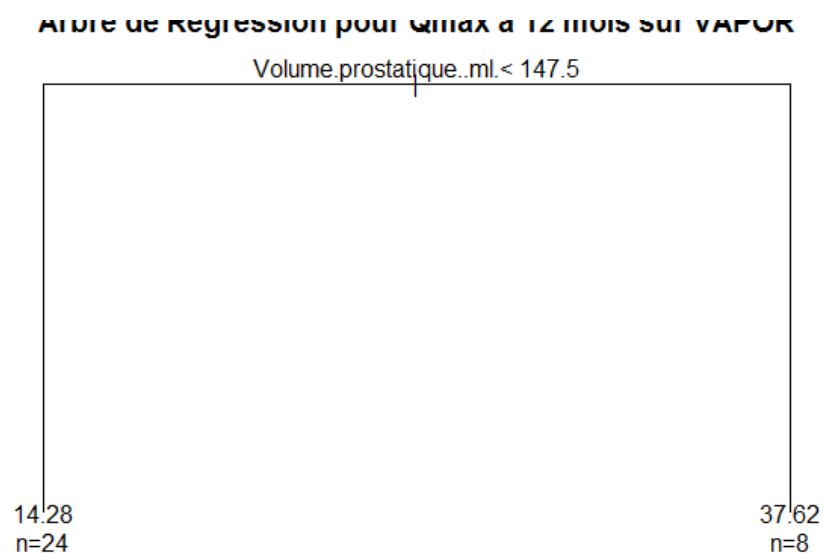 Arbre de Régression pour Qmax à 12 mois sur VAPOR
Volume.prostatique..ml.< 147.5
14.28
37.62
n=24
n=8